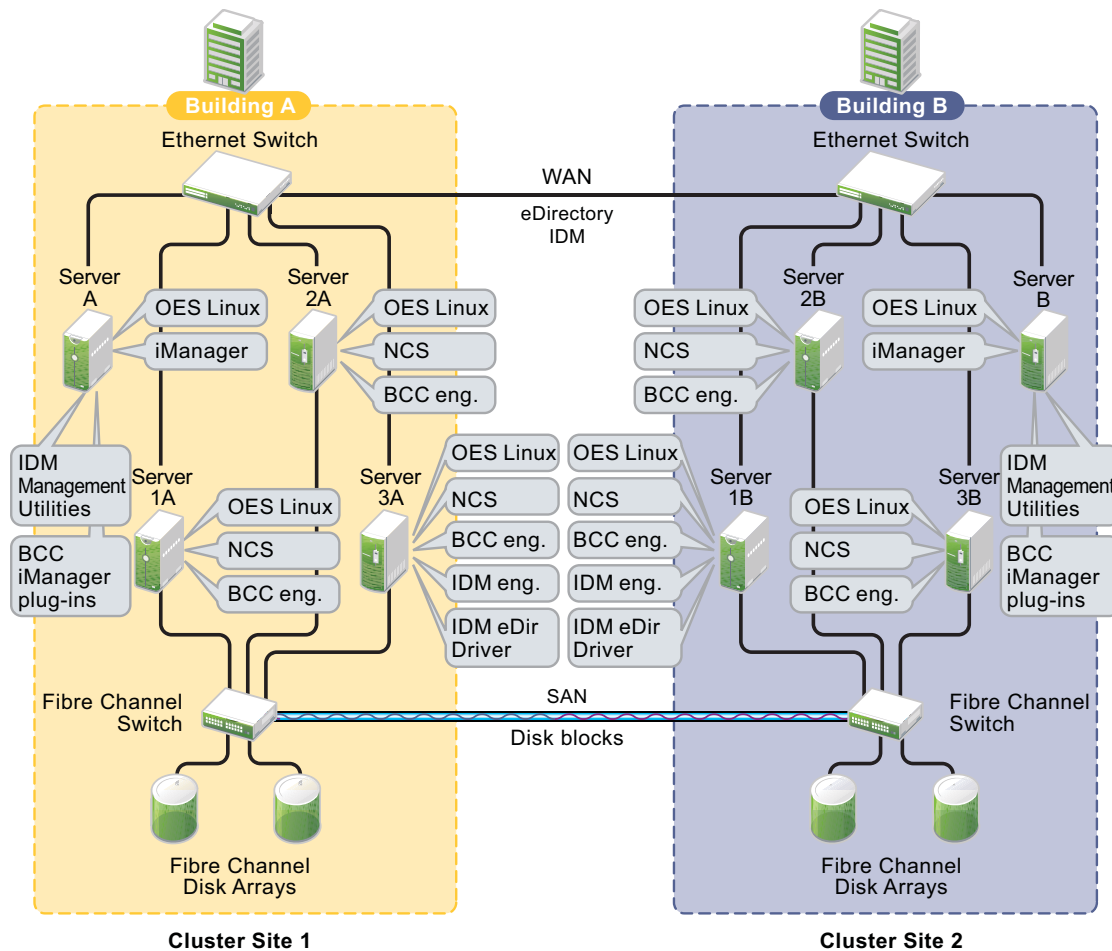 Building A
Building B
Ethernet Switch
Ethernet Switch
WAN
eDirectory
IDM
Server
A
Server
2A
Server
2B
Server
B
OES Linux
iManager
OES Linux
NCS
BCC eng.
OES Linux
NCS
BCC eng.
OES Linux
iManager
IDM
Management
Utilities
BCC
iManager
plug-ins
Server
1A
OES Linux
NCS
BCC eng.
Server
3A
OES Linux
NCS
BCC eng.
IDM eng.
IDM eDir
Driver
OES Linux
NCS
BCC eng.
IDM eng.
IDM eDir
Driver
Server
1B
OES Linux
NCS
BCC eng.
Server
3B
IDM
Management
Utilities
BCC
iManager
plug-ins
Fibre Channel
Switch
SAN
Disk blocks
Fibre Channel
Switch
Fibre Channel
Disk Arrays
Fibre Channel
Disk Arrays
Cluster Site 1
Cluster Site 2